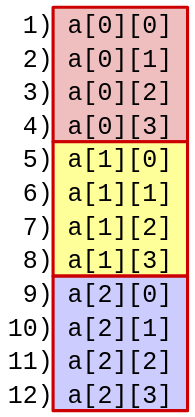 1) a[0][0]
2) a[0][1]
3) a[0][2]
4) a[0][3]
5) a[1][0]
6) a[1][1]
7) a[1][2]
8) a[1][3]
9) a[2][0]
10) a[2][1]
11) a[2][2]
12) a[2][3]